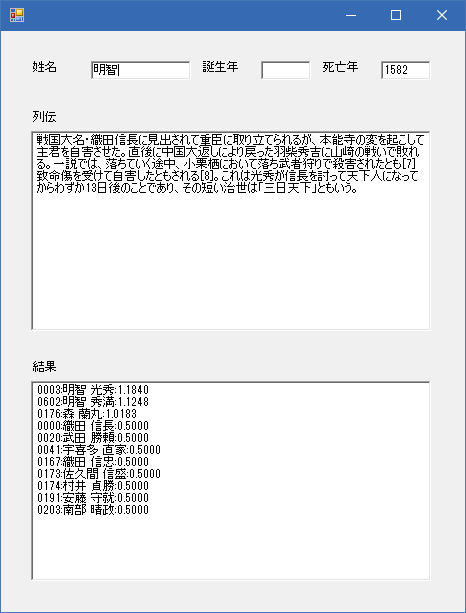 姓名 明智 誕生年 死亡年 1582
列伝
戦国大名・織田信長に見出されて重臣に取り立てられるが、本能寺の変を起こして
主君を自害させた。直後に中国大返しにより戻った羽柴秀吉に山崎の戦いで敗れ
る。一説では、落ちていく途中、小栗栖において落ち武者狩りで殺害されたとも[7]
致命傷を受けて自害したともされる[8]。これは光秀が信長を討って天下人になって
からわずか13日後のことであり、その短い治世は「三日天下」ともいう。
結果
0003:明智 光秀:1.1840
0602:明智 秀満:1.1248
0176:森 蘭丸:1.0183
0000:織田 信長:0.5000
0020:武田 勝頼:0.5000
0041:宇喜多 直家:0.5000
0167:織田 信忠:0.5000
0173:佐久間 信盛:0.5000
0174:村井 貞勝:0.5000
0191:安藤 守就:0.5000
0203:南部 晴政:0.5000